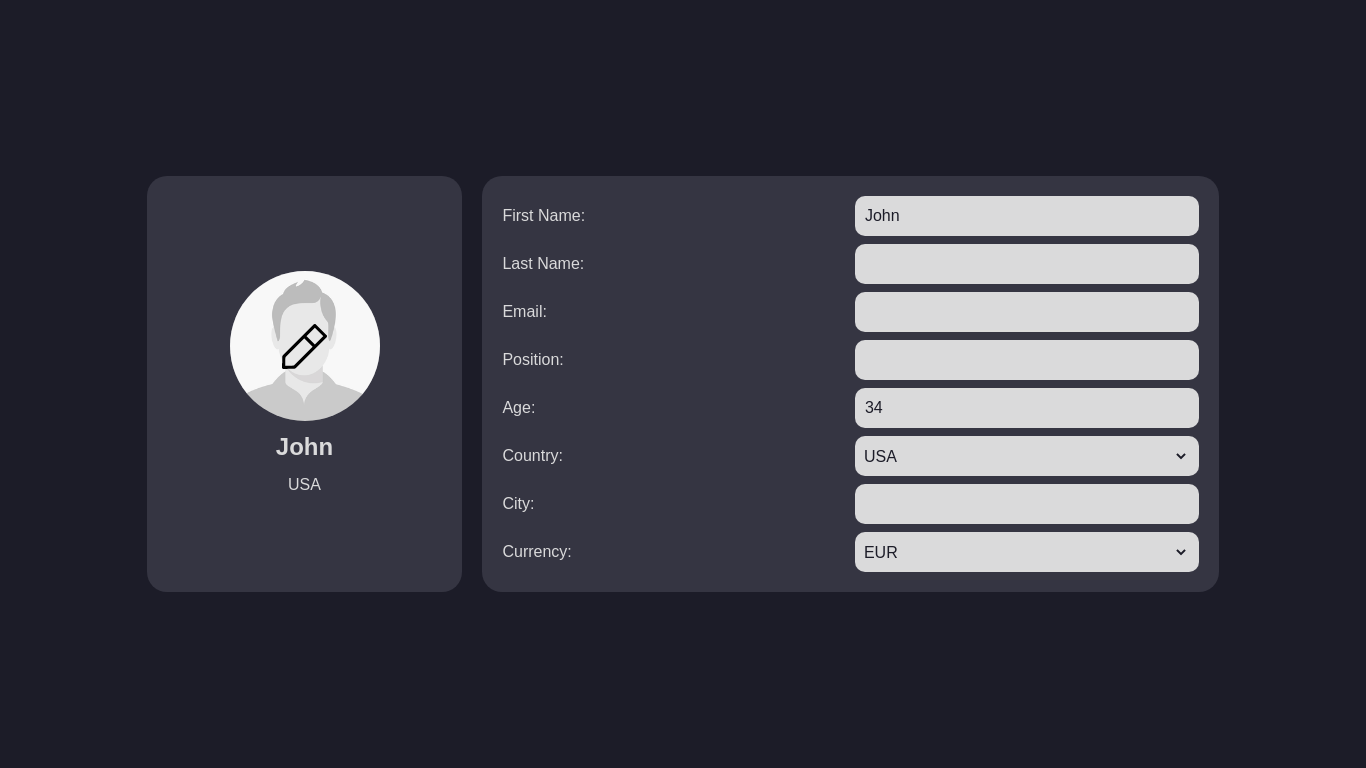 John
USA
First Name:
John
Last Name:
Email:
Position:
Age:
34
Country:
USA
City:
Currency:
EUR